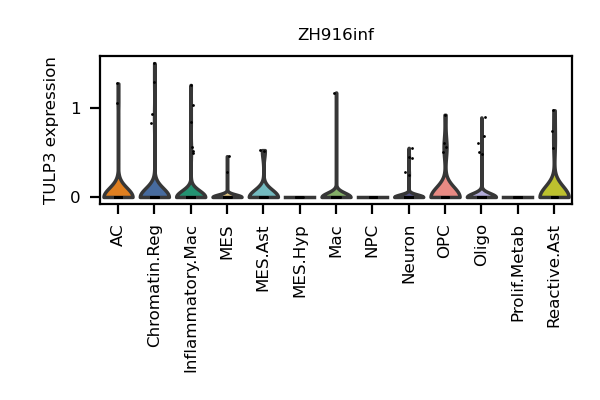 ZH916inf
TULP3 expression
1
0
AC
Chromatin.Reg
Inflammatory.Mac
MES
MES.Ast
MES.Hyp
Mac
NPC
Neuron
OPC
Oligo
Prolif.Metab
Reactive.Ast